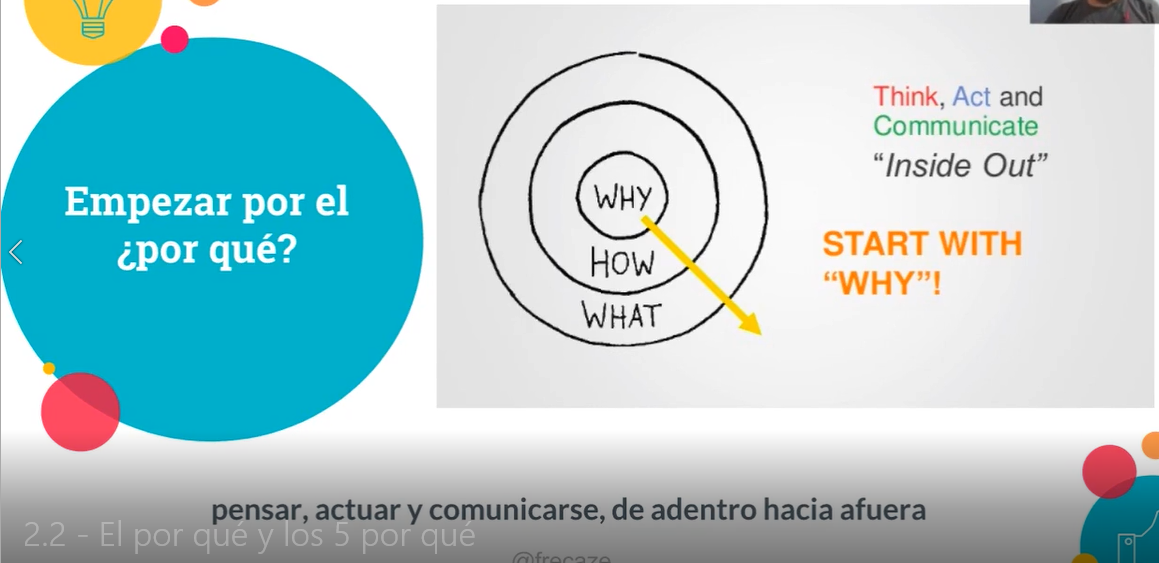 Empezar por el
¿por qué?
WHY
HOW
WHAT
Think, Act and
Communicate
“Inside Out”
START WITH
“WHY”!
pensar, actuar y comunicarse, de adentro hacia afuera
2.2 - El por qué y los 5 por qué
@frecaze